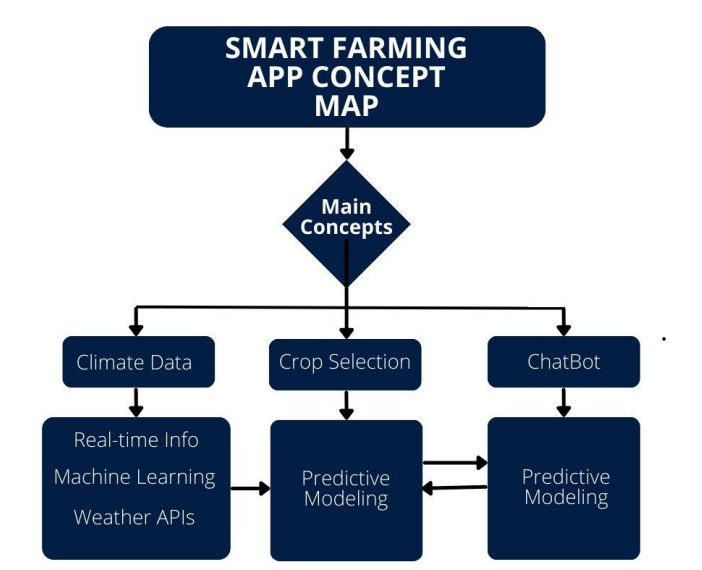 SMART FARMING
APP CONCEPT
MAP
Main
Concepts
Climate Data
Crop Selection
ChatBot
Real-time Info
Machine Learning
Weather APIs
Predictive
Modeling
Predictive
Modeling